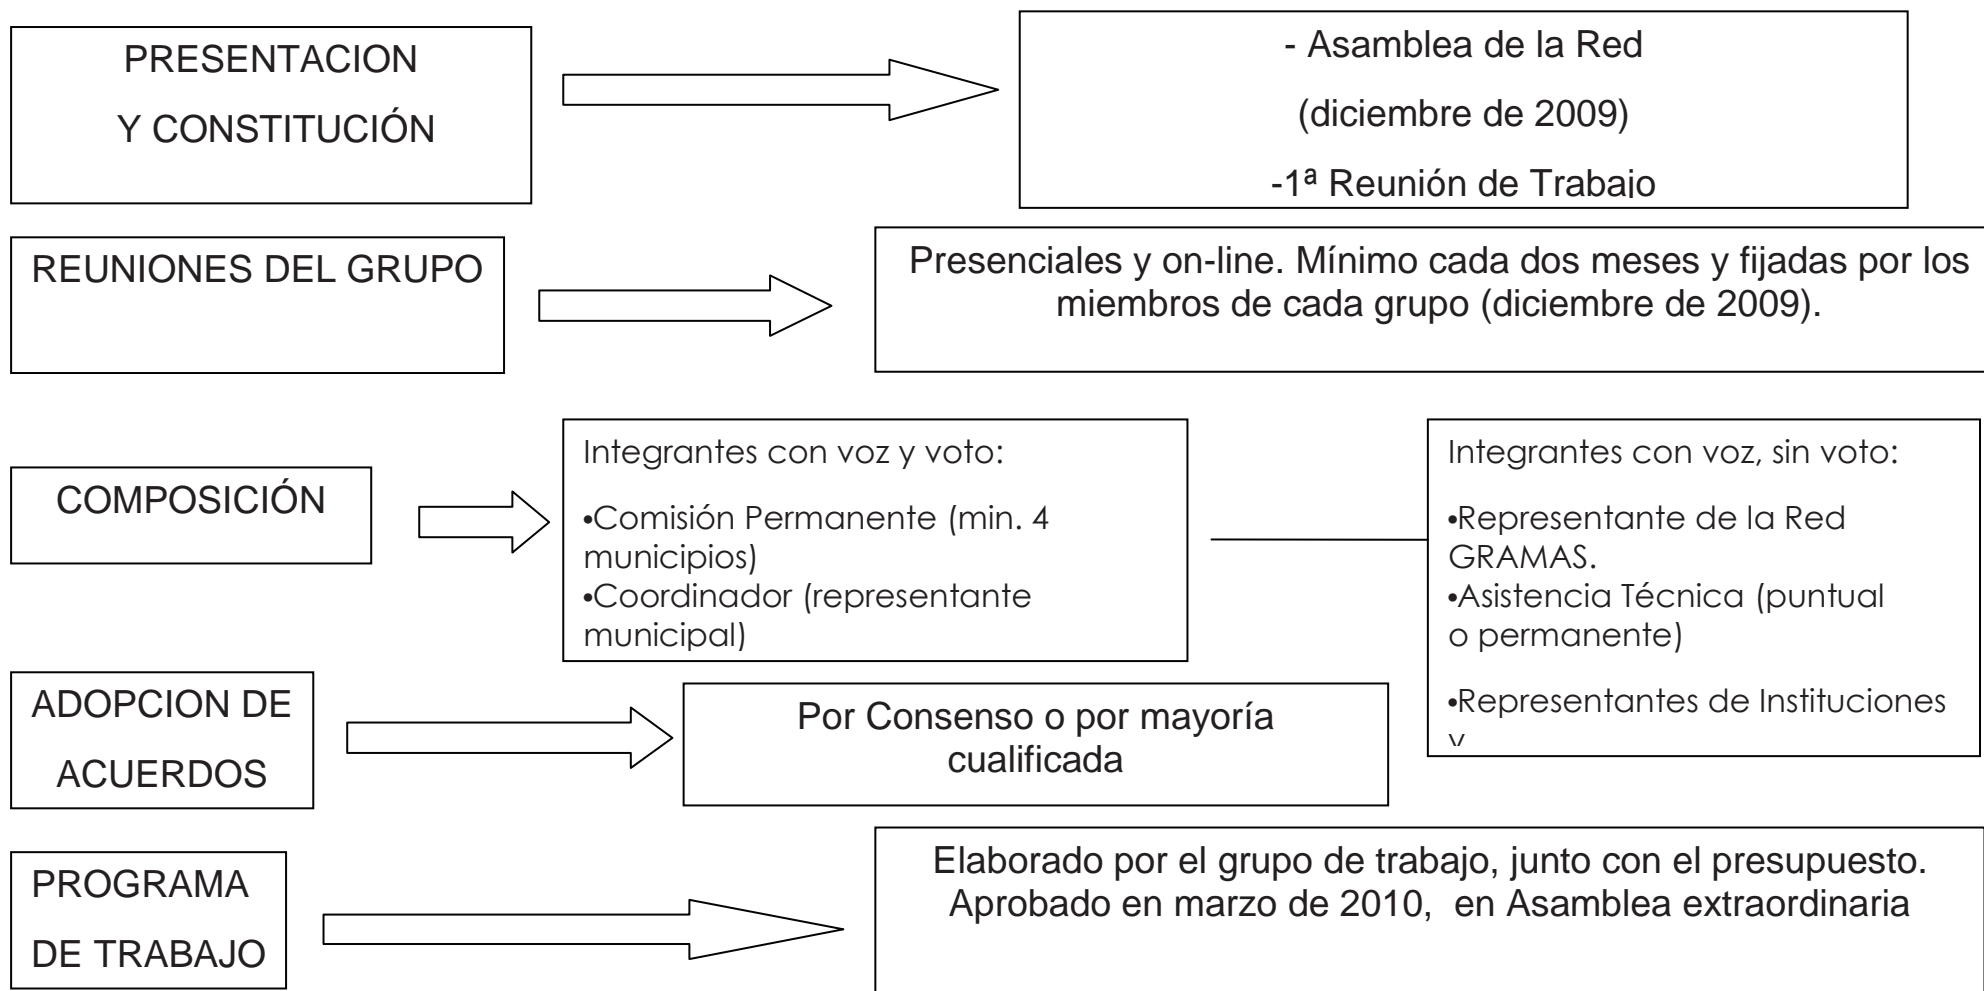 PRESENTACION
Y CONSTITUCIÓN
- Asamblea de la Red
(diciembre de 2009)
-1ª Reunión de Trabajo
REUNIONES DEL GRUPO
Presenciales y on-line. Mínimo cada dos meses y fijadas por los
miembros de cada grupo (diciembre de 2009).
COMPOSICIÓN
Integrantes con voz y voto:
•Comisión Permanente (min. 4
municipios)
•Coordinador (representante
municipal)
Integrantes con voz, sin voto:
•Representante de la Red
GRAMAS.
•Asistencia Técnica (puntual
o permanente)
•Representantes de Instituciones
y
ADOPCION DE
ACUERDOS
Por Consenso o por mayoría
cualificada
PROGRAMA
DE TRABAJO
Elaborado por el grupo de trabajo, junto con el presupuesto.
Aprobado en marzo de 2010, en Asamblea extraordinaria